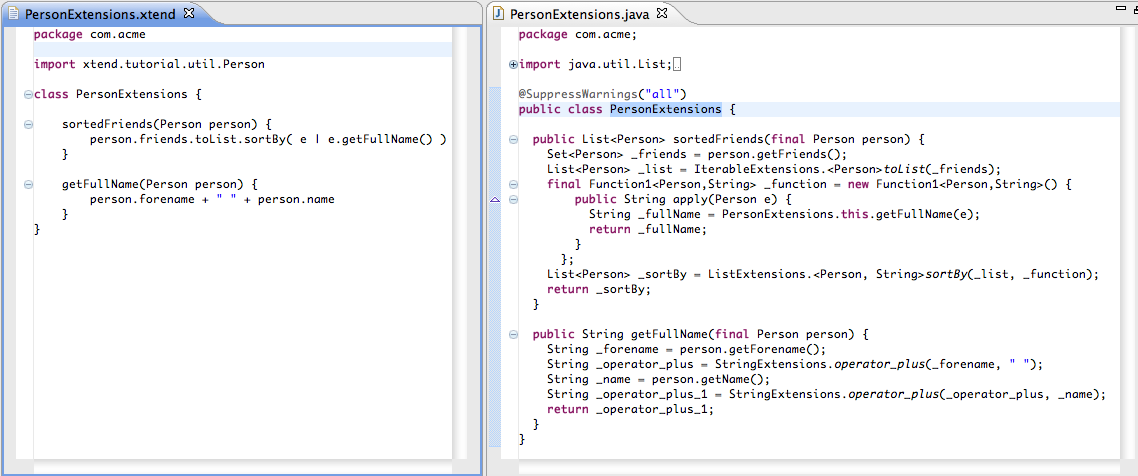 PersonExtensions.xtend
package com.acme
import xtend.tutorial.util.Person
class PersonExtensions {
sortedFriends(Person person) {
person.friends.toList.sortBy( e | e.getFullName() )
}
getFullName(Person person) {
person.forename + " " + person.name
}
}
PersonExtensions.java
package com.acme;
import java.util.List;
@SuppressWarnings("all")
public class PersonExtensions {
public List<Person> sortedFriends(final Person person) {
Set<Person> _friends = person.getFriends();
List<Person> _list = IterableExtensions.<Person>toList(_friends);
final Function1<Person,String> _function = new Function1<Person,String>() {
public String apply(Person e) {
String _fullName = PersonExtensions.this.getFullName(e);
return _fullName;
}
};
List<Person> _sortBy = ListExtensions.<Person, String>sortBy(_list, _function);
return _sortBy;
}
public String getFullName(final Person person) {
String _forename = person.getForename();
String _operator_plus = StringExtensions.operator_plus(_forename, " ");
String _name = person.getName();
String _operator_plus_1 = StringExtensions.operator_plus(_operator_plus, _name);
return _operator_plus_1;
}
}